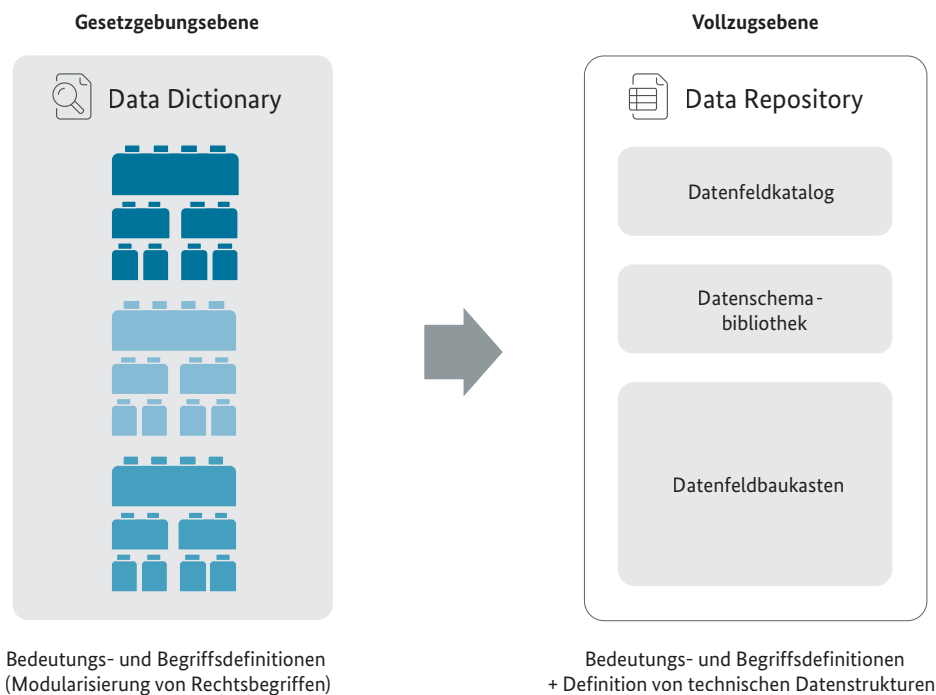 Gesetzgebungsebene
Data Dictionary
Bedeutungs- und Begriffsdefinitionen
(Modularisierung von Rechtsbegriffen)
Vollzugsebene
Data Repository
Datenfeldkatalog
Datenschema-
bibliothek
Datenfeldbaukasten
Bedeutungs- und Begriffsdefinitionen
+ Definition von technischen Datenstrukturen